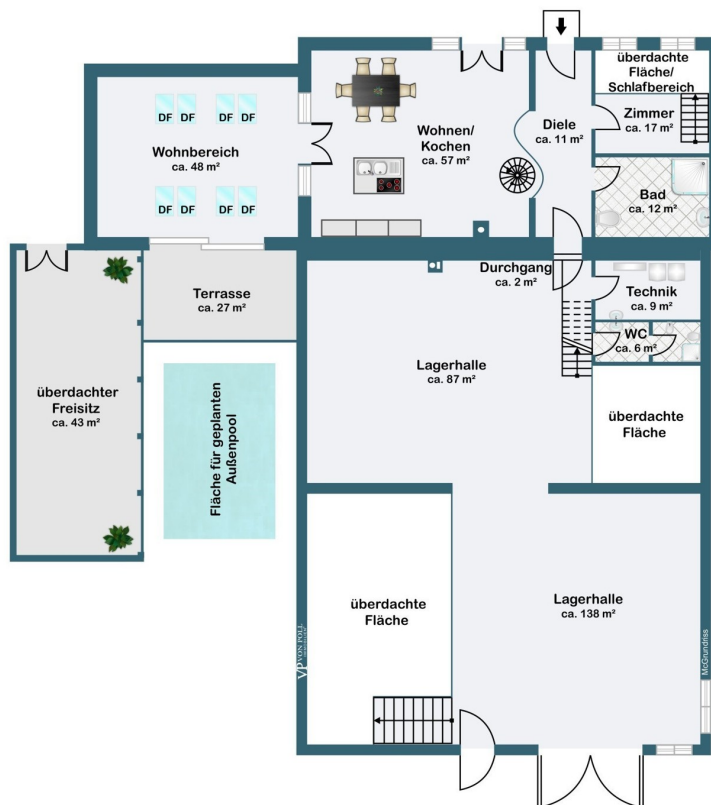 überdachte
Fläche/
Schlafbereich
Zimmer
ca. 17 m²
Diele
ca. 11 m²
Wohnen/
Kochen
ca. 57 m²
DF DF DF DF
Wohnbereich
ca. 48 m²
DF DF DF DF
Bad
ca. 12 m²
Durchgang
ca. 2 m²
Technik
ca. 9 m²
WC
ca. 6 m²
Terrasse
ca. 27 m²
Lagerhalle
ca. 87 m²
überdachter
Freisitz
ca. 43 m²
Fläche für geplanten
Außenpool
überdachte
Fläche
überdachte
Fläche
Lagerhalle
ca. 138 m²
VP VON POLL
McGrundriss